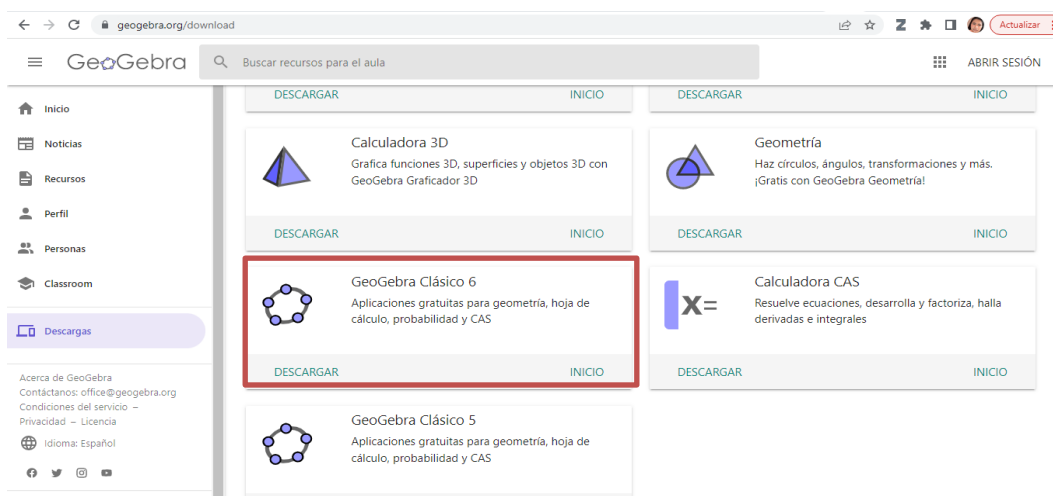 geogebra.org/download
Actualizar
GeoGebra
Buscar recursos para el aula
ABRIR SESIÓN
Inicio
Noticias
Recursos
Perfil
Personas
Classroom
Descargas
Acerca de GeoGebra
Contáctanos: office@geogebra.org
Condiciones del servicio –
Privacidad – Licencia
Idioma: Español
DESCARGAR INICIO
DESCARGAR INICIO
Calculadora 3D
Grafica funciones 3D, superficies y objetos 3D con
GeoGebra Graficador 3D
DESCARGAR INICIO
Geometría
Haz círculos, ángulos, transformaciones y más.
¡Gratis con GeoGebra Geometría!
DESCARGAR INICIO
GeoGebra Clásico 6
Aplicaciones gratuitas para geometría, hoja de
cálculo, probabilidad y CAS
DESCARGAR INICIO
X=
Calculadora CAS
Resuelve ecuaciones, desarrolla y factoriza, halla
derivadas e integrales
DESCARGAR INICIO
GeoGebra Clásico 5
Aplicaciones gratuitas para geometría, hoja de
cálculo, probabilidad y CAS